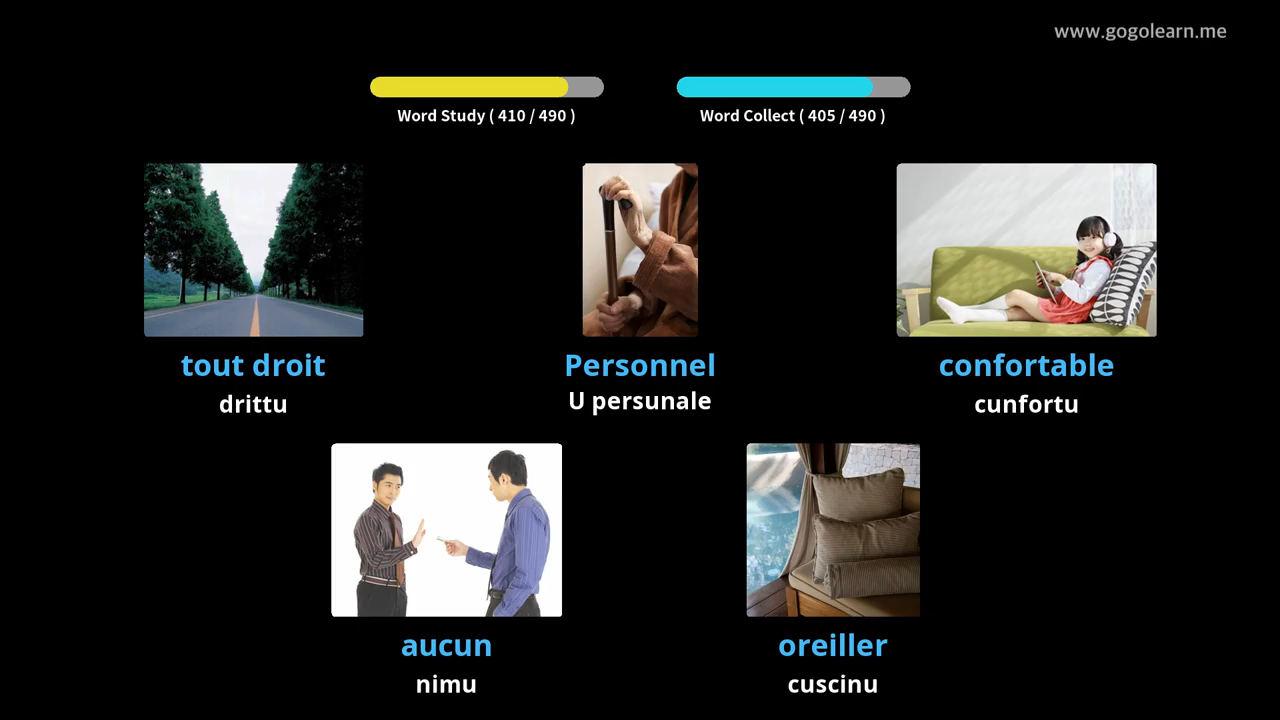 www.gogolearn.me
Word Study ( 410 / 490 )
Word Collect ( 405 / 490 )
tout droit
drittu
Personnel
U persunale
confortable
cunfortu
aucun
nimu
oreiller
cuscinu